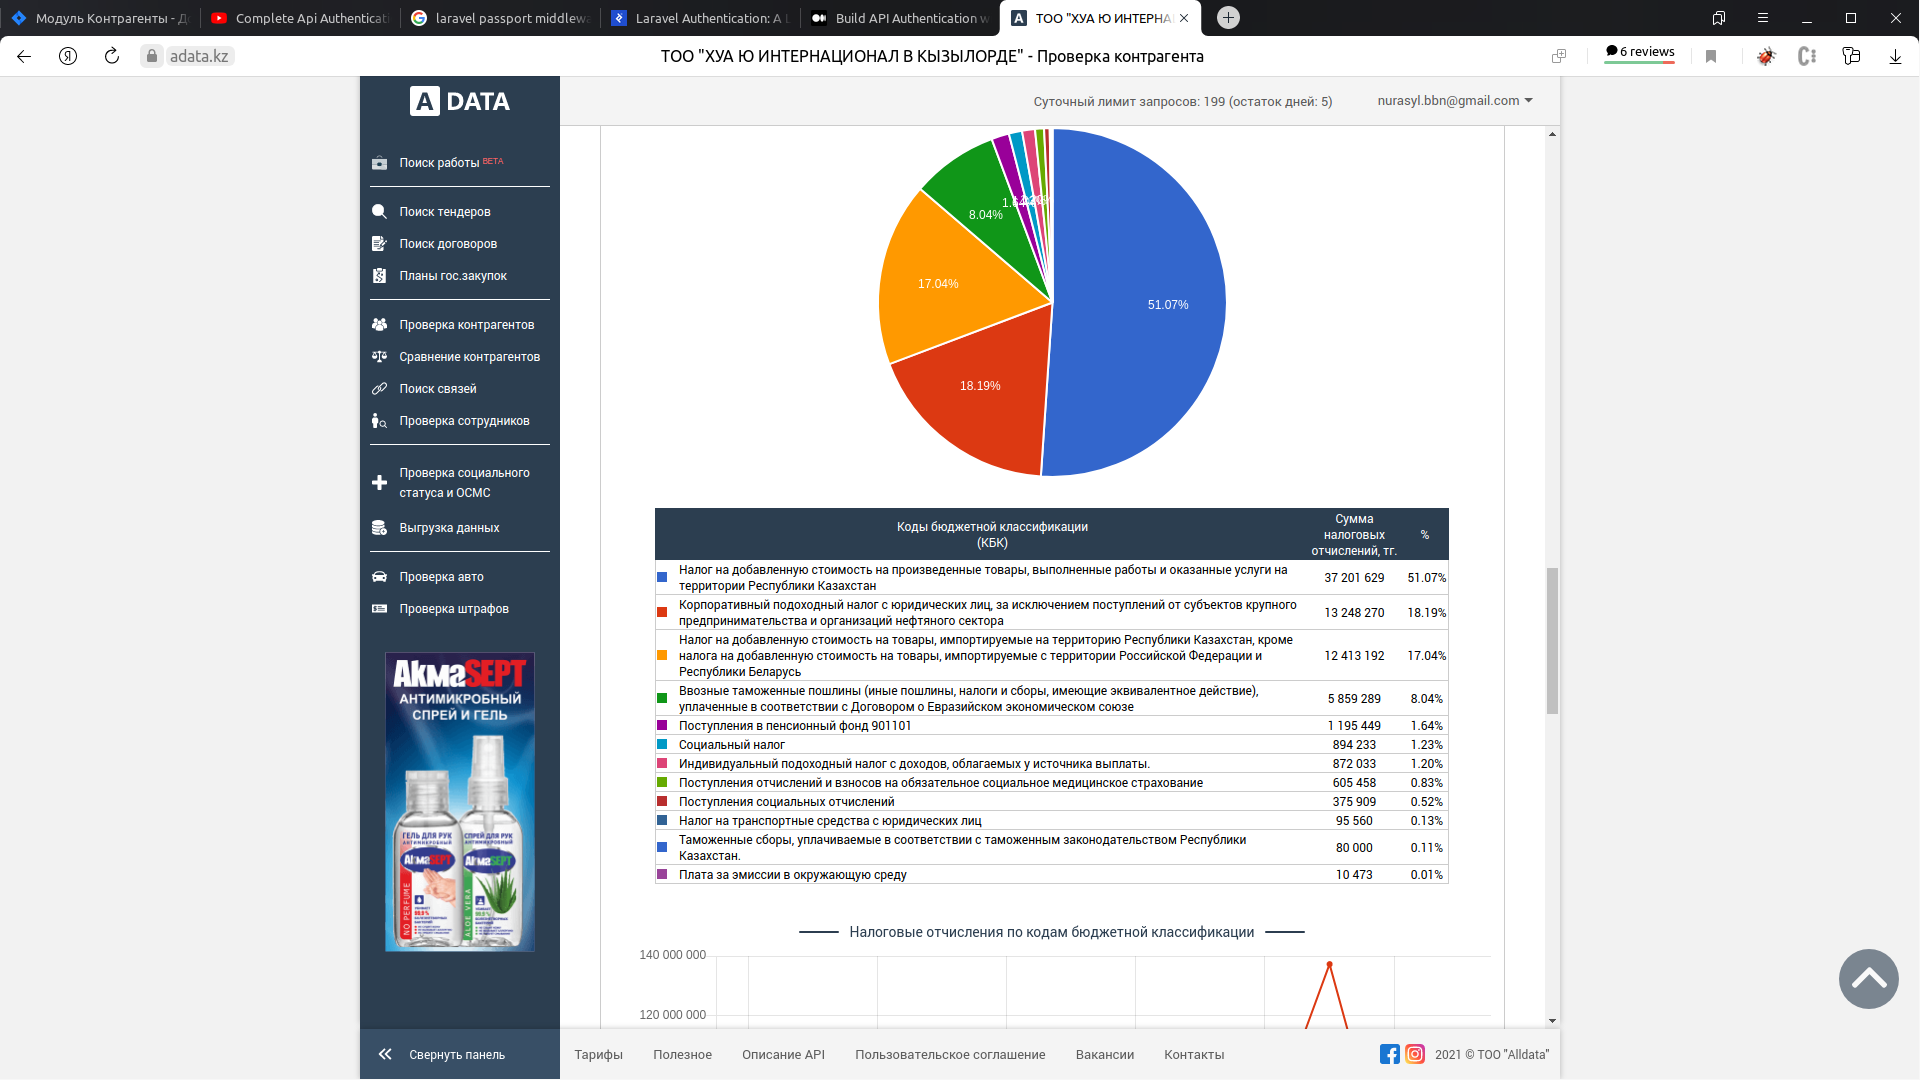 Модуль Контрагенты - Д
Complete Api Authenticati
laravel passport middlewa
Laravel Authentication: A L
Build API Authentication w
ТОО "ХУА Ю ИНТЕРНА
adata.kz
ТОО "ХУА Ю ИНТЕРНАЦИОНАЛ В КЫЗЫЛОРДЕ" - Проверка контрагента
6 reviews
A DATA
Суточный лимит запросов: 199 (остаток дней: 5)
nurasyl.bbn@gmail.com
Поиск работы BETA
Поиск тендеров
Поиск договоров
Планы гос.закупок
Проверка контрагентов
Сравнение контрагентов
Поиск связей
Проверка сотрудников
Проверка социального
статуса и ОСМС
Выгрузка данных
Проверка авто
Проверка штрафов
АкмаSEPT
АНТИМИКРОБНЫЙ
СПРЕЙ И ГЕЛЬ
ГЕЛЬ ДЛЯ РУК
СПРЕЙ ДЛЯ РУК
АкмаSEPT
АкмаSEPT
NO PERFUME
ALOE VERA
Свернуть панель
51.07%
18.19%
17.04%
8.04%
Коды бюджетной классификации
(КБК)
Сумма
налоговых
отчислений, тг.
%
Налог на добавленную стоимость на произведенные товары, выполненные работы и оказанные услуги на
территории Республики Казахстан
37 201 629 51.07%
Корпоративный подоходный налог с юридических лиц, за исключением поступлений от субъектов крупного
предпринимательства и организаций нефтяного сектора
13 248 270 18.19%
Налог на добавленную стоимость на товары, импортируемые на территорию Республики Казахстан, кроме
налога на добавленную стоимость на товары, импортируемые с территории Российской Федерации и
Республики Беларусь
12 413 192 17.04%
Ввозные таможенные пошлины (иные пошлины, налоги и сборы, имеющие эквивалентное действие),
уплаченные в соответствии с Договором о Евразийском экономическом союзе
5 859 289 8.04%
Поступления в пенсионный фонд 901101 1 195 449 1.64%
Социальный налог 894 233 1.23%
Индивидуальный подоходный налог с доходов, облагаемых у источника выплаты. 872 033 1.20%
Поступления отчислений и взносов на обязательное социальное медицинское страхование 605 458 0.83%
Поступления социальных отчислений 375 909 0.52%
Налог на транспортные средства с юридических лиц 95 560 0.13%
Таможенные сборы, уплачиваемые в соответствии с таможенным законодательством Республики
Казахстан.
80 000 0.11%
Плата за эмиссии в окружающую среду 10 473 0.01%
Налоговые отчисления по кодам бюджетной классификации
140 000 000
120 000 000
Тарифы
Полезное
Описание API
Пользовательское соглашение
Вакансии
Контакты
2021 © ТОО "Alldata"